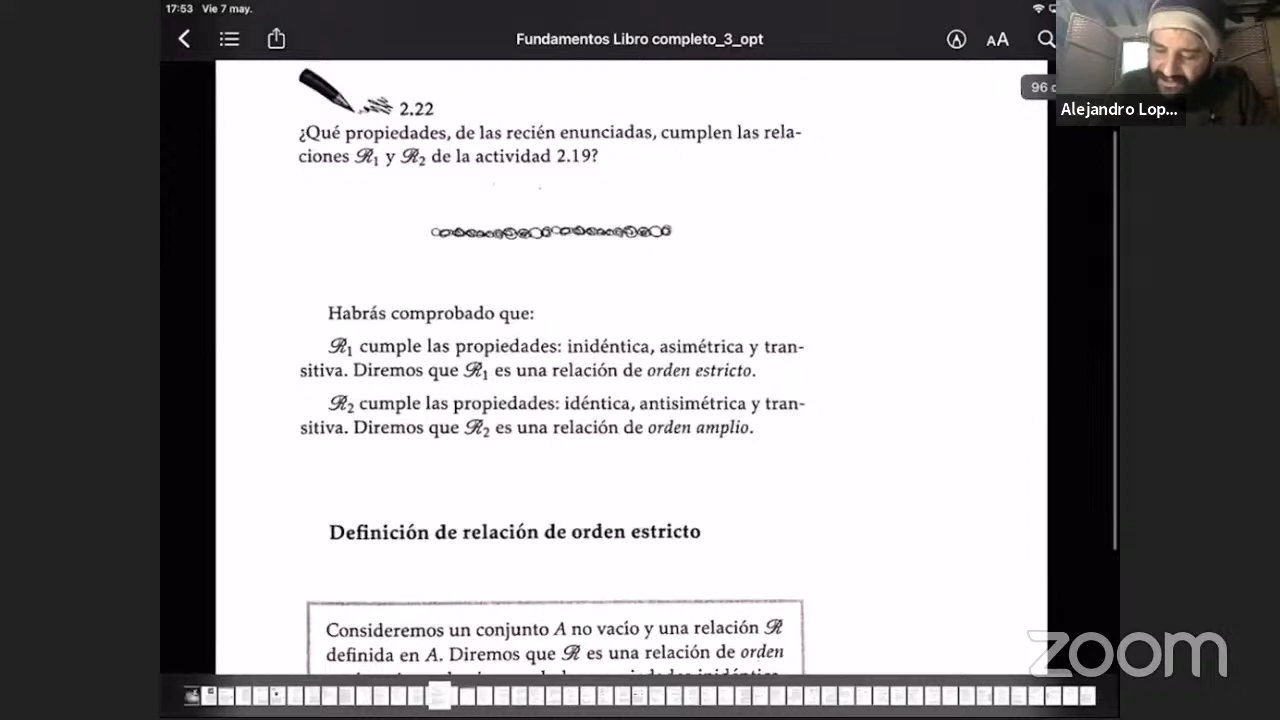 17:53 Vie 7 may.
Fundamentos Libro completo_3_opt
AA
96
Alejandro Lop...
2.22
¿Qué propiedades, de las recién enunciadas, cumplen las rela-
ciones ℛ₁ y ℛ₂ de la actividad 2.19?
Habrás comprobado que:
ℛ₁ cumple las propiedades: inidéntica, asimétrica y tran-
sitiva. Diremos que ℛ₁ es una relación de orden estricto.
ℛ₂ cumple las propiedades: idéntica, antisimétrica y tran-
sitiva. Diremos que ℛ₂ es una relación de orden amplio.
Definición de relación de orden estricto
Consideremos un conjunto A no vacío y una relación ℛ
definida en A. Diremos que ℛ es una relación de orden
zoom